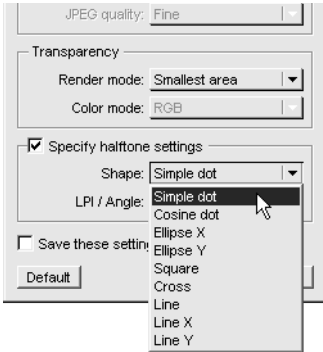 JPEG quality: Fine
Transparency
Render mode: Smallest area
Color mode: RGB
Specify halftone settings
Shape: Simple dot
LPI / Angle:
Simple dot
Cosine dot
Ellipse X
Save these
Ellipse Y
Square
Default
Cross
Line
Line X
Line Y